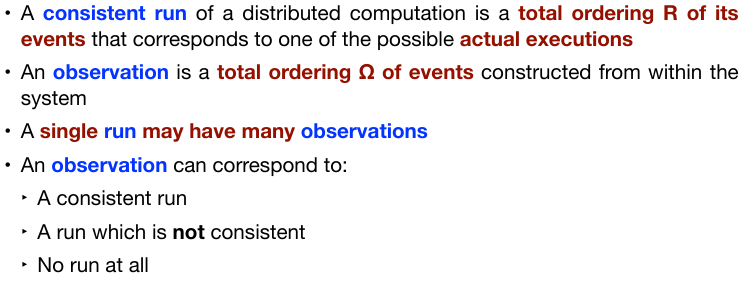 • A consistent run of a distributed computation is a total ordering R of its
events that corresponds to one of the possible actual executions
• An observation is a total ordering Ω of events constructed from within the
system
• A single run may have many observations
• An observation can correspond to:
‣ A consistent run
‣ A run which is not consistent
‣ No run at all